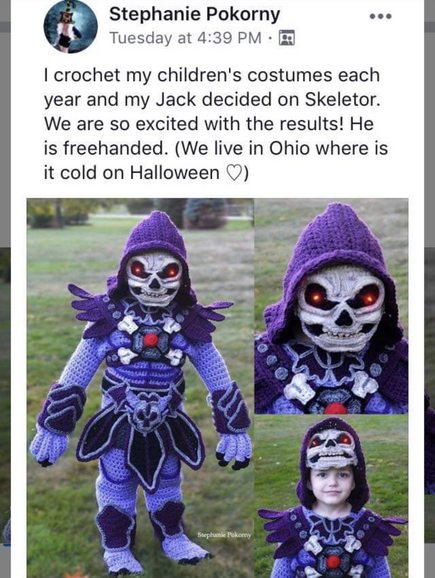 Stephanie Pokorny
Tuesday at 4:39 PM ·
I crochet my children's costumes each
year and my Jack decided on Skeletor.
We are so excited with the results! He
is freehanded. (We live in Ohio where is
it cold on Halloween ♡)
Stephanie Pokorny